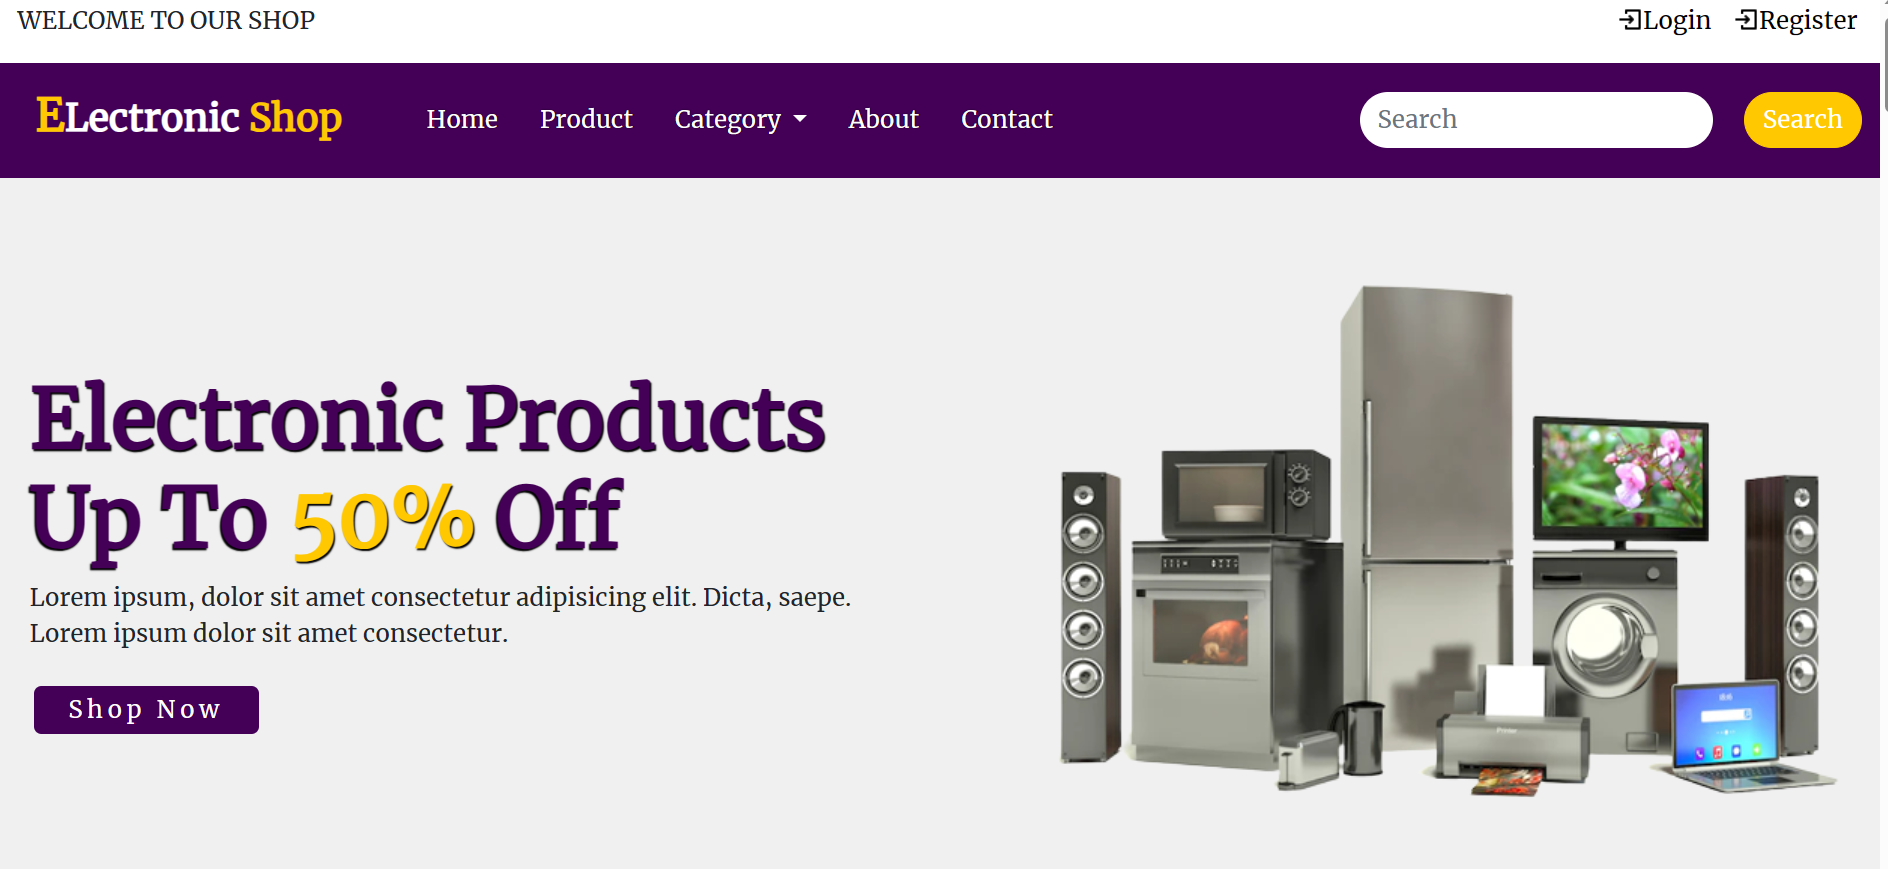 WELCOME TO OUR SHOP
Login Register
ELectronic Shop
Home Product Category About Contact
Search Search
Electronic Products
Up To 50% Off
Lorem ipsum, dolor sit amet consectetur adipisicing elit. Dicta, saepe.
Lorem ipsum dolor sit amet consectetur.
Shop Now
Printer